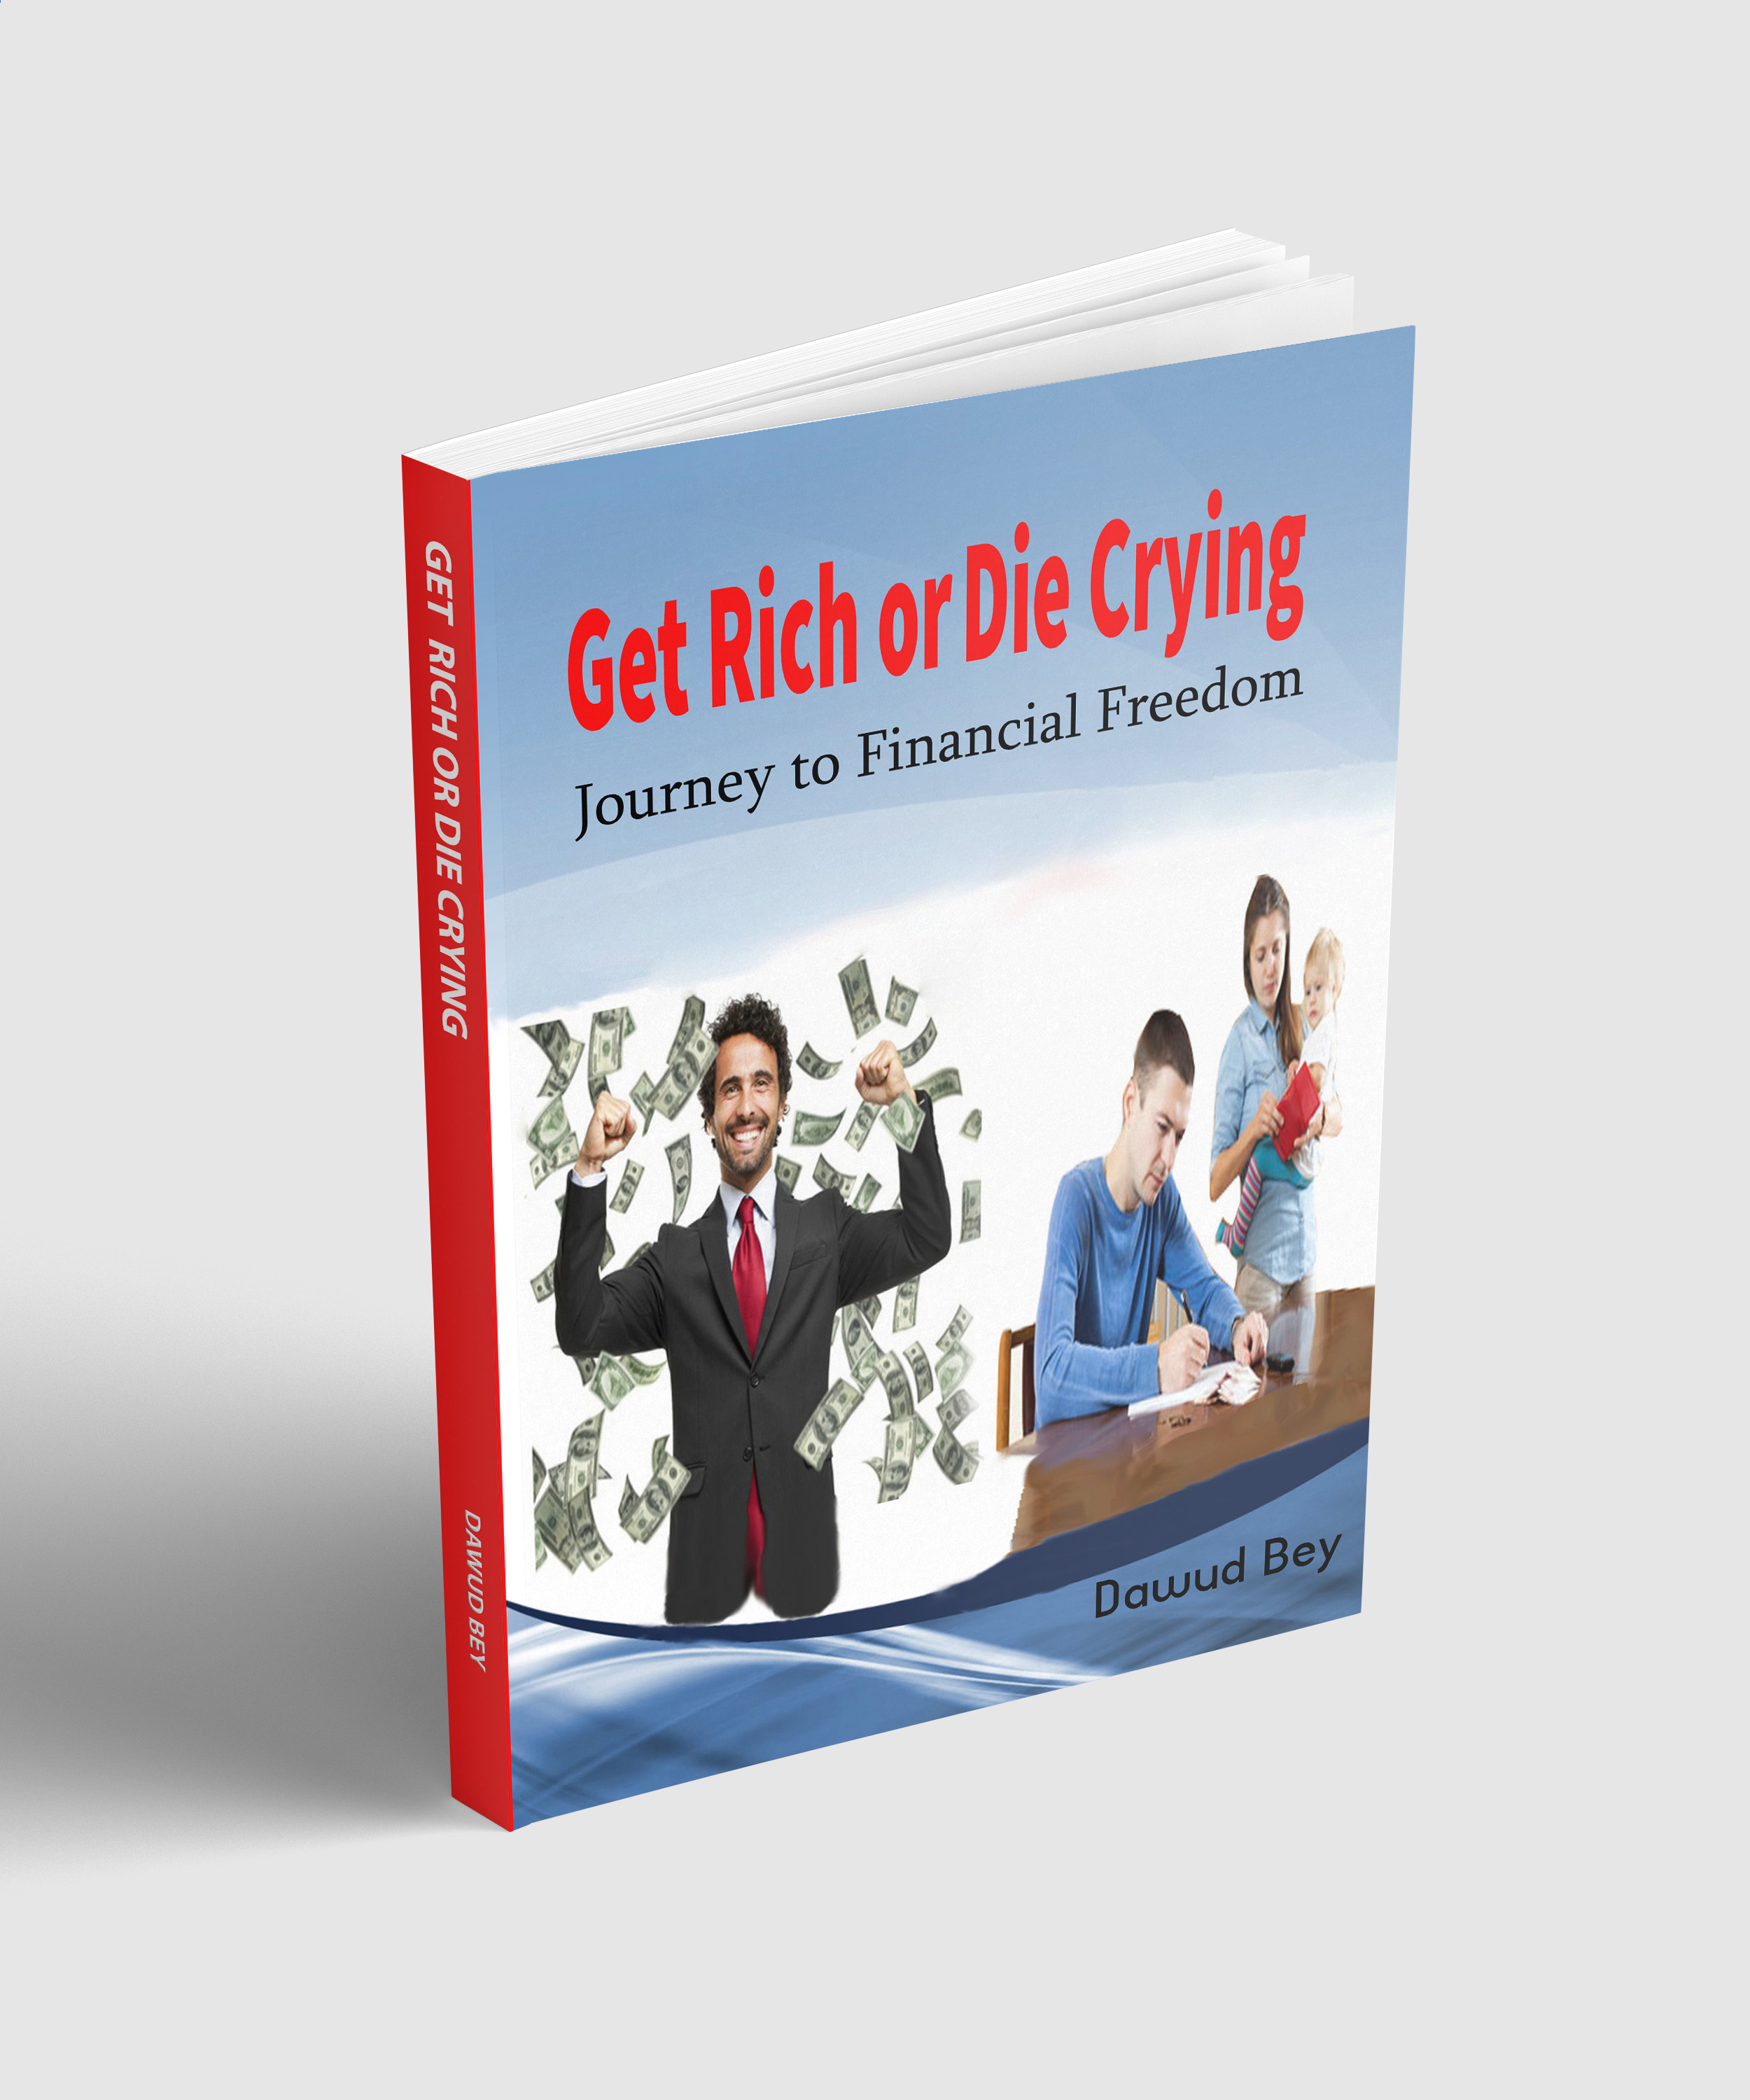 Get Rich or Die Crying
Journey to Financial Freedom
Dawud Bey
GET RICH OR DIE CRYING
DAWUD BEY